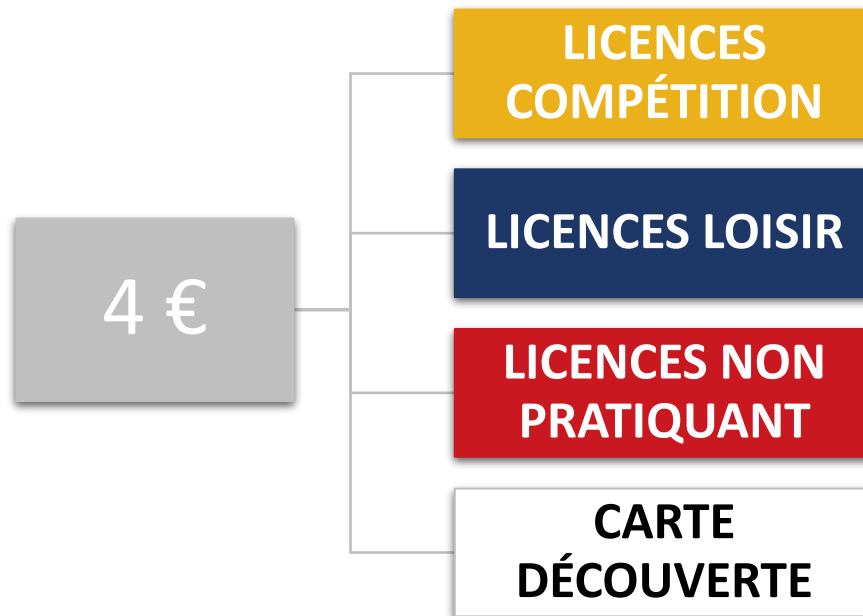 4 €
LICENCES
COMPÉTITION
LICENCES LOISIR
LICENCES NON
PRATIQUANT
CARTE
DÉCOUVERTE